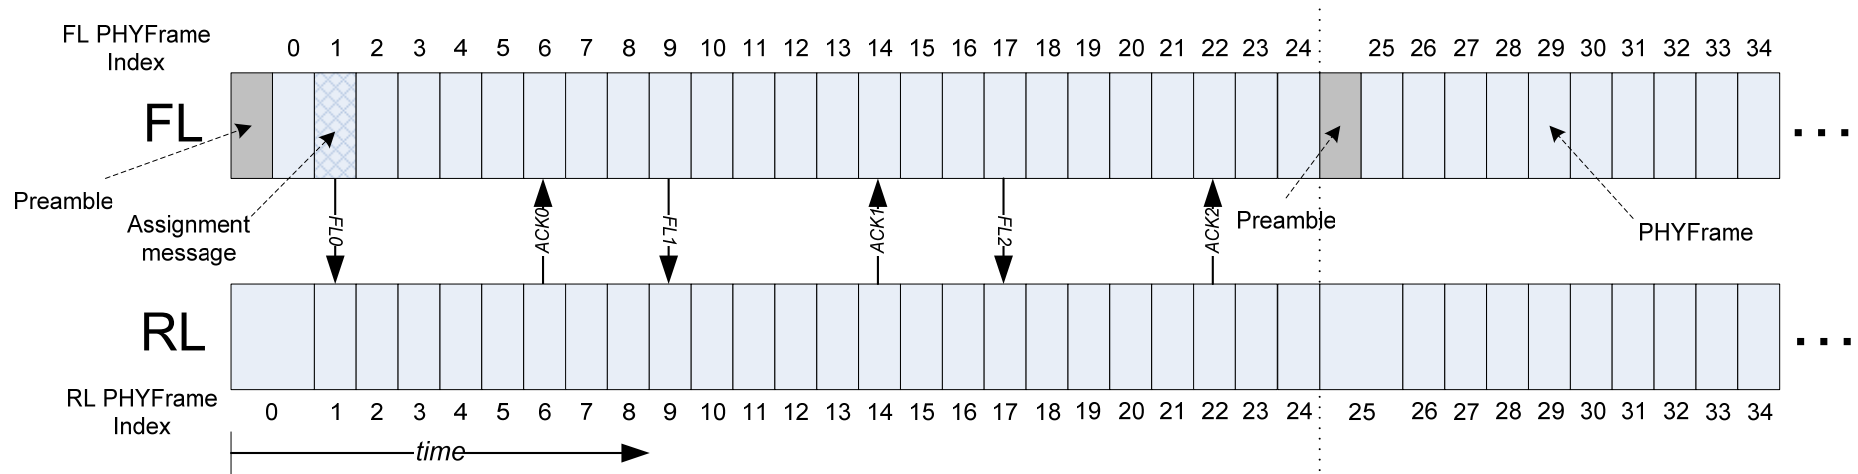 FL PHYFrame
Index
0 1 2 3 4 5 6 7 8 9 10 11 12 13 14 15 16 17 18 19 20 21 22 23 24 25 26 27 28 29 30 31 32 33 34
FL
...
Preamble
Assignment
message
FL0
ACK0
FL1
ACK1
FL2
ACK2
Preamble
PHYFrame
RL
...
RL PHYFrame
Index
0 1 2 3 4 5 6 7 8 9 10 11 12 13 14 15 16 17 18 19 20 21 22 23 24 25 26 27 28 29 30 31 32 33 34
time